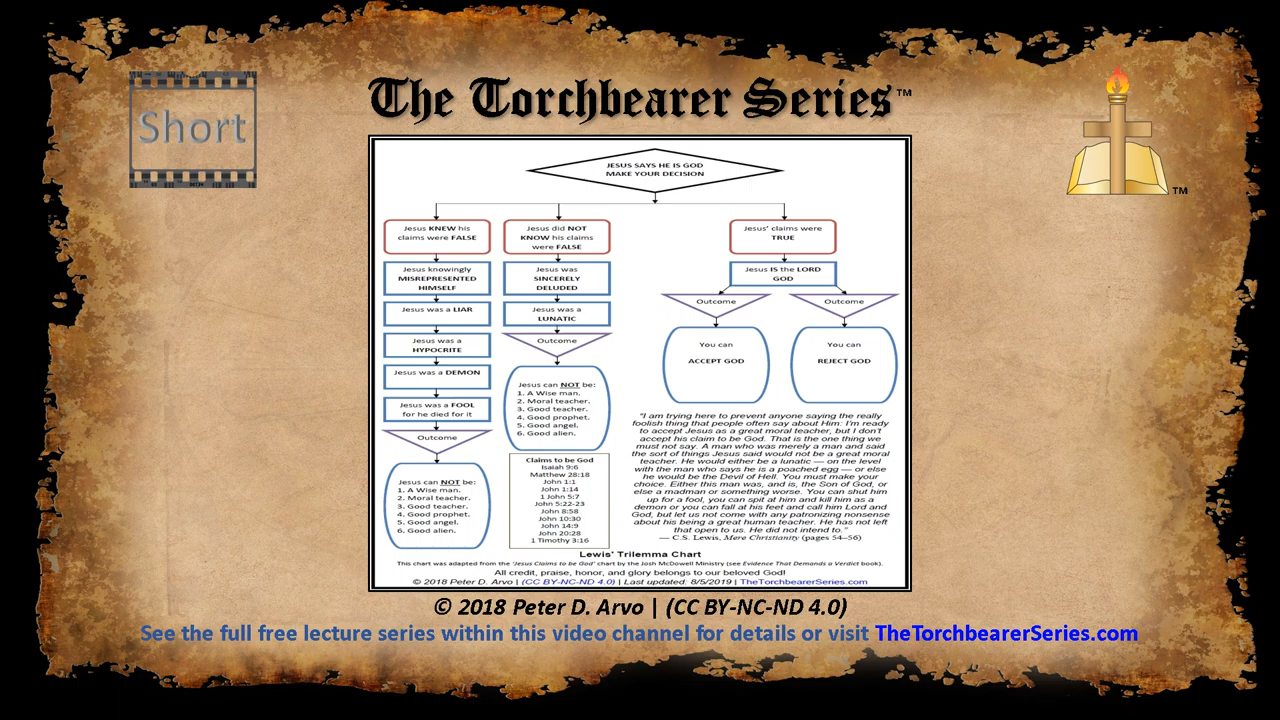 Short
The Torchbearer Series™
™
JESUS SAYS HE IS GOD
MAKE YOUR DECISION
Jesus KNEW his
claims were FALSE
Jesus knowingly
MISREPRESENTED
HIMSELF
Jesus was a LIAR
Jesus was a
HYPOCRITE
Jesus was a DEMON
Jesus was a FOOL
for he died for it
Outcome
Jesus can NOT be:
1. A Wise man.
2. Moral teacher.
3. Good teacher.
4. Good prophet.
5. Good angel.
6. Good alien.
Jesus did NOT
KNOW his claims
were FALSE
Jesus was
SINCERELY
DELUDED
Jesus was a
LUNATIC
Outcome
Jesus can NOT be:
1. A Wise man.
2. Moral teacher.
3. Good teacher.
4. Good prophet.
5. Good angel.
6. Good alien.
Claims to be God
Isaiah 9:6
Matthew 28:18
John 1:1
John 1:14
1 John 5:7
John 5:22-23
John 8:58
John 10:30
John 14:9
John 20:28
1 Timothy 3:16
Jesus' claims were
TRUE
Jesus IS the LORD
GOD
Outcome
You can
ACCEPT GOD
Outcome
You can
REJECT GOD
"I am trying here to prevent anyone saying the really
foolish thing that people often say about Him: I'm ready
to accept Jesus as a great moral teacher, but I don't
accept his claim to be God. That is the one thing we
must not say. A man who was merely a man and said
the sort of things Jesus said would not be a great moral
teacher. He would either be a lunatic — on the level
with the man who says he is a poached egg — or else
he would be the Devil of Hell. You must make your
choice. Either this man was, and is, the Son of God, or
else a madman or something worse. You can shut him
up for a fool, you can spit at him and kill him as a
demon or you can fall at his feet and call him Lord and
God, but let us not come with any patronizing nonsense
about his being a great human teacher. He has not left
that open to us. He did not intend to."
— C.S. Lewis, Mere Christianity (pages 54–56)
Lewis' Trilemma Chart
This chart was adapted from the 'Jesus Claims to be God' chart by the Josh McDowell Ministry (see Evidence That Demands a Verdict book).
All credit, praise, honor, and glory belongs to our beloved God!
© 2018 Peter D. Arvo | (CC BY-NC-ND 4.0) | Last updated: 8/5/2019 | TheTorchbearerSeries.com
© 2018 Peter D. Arvo | (CC BY-NC-ND 4.0)
See the full free lecture series within this video channel for details or visit TheTorchbearerSeries.com